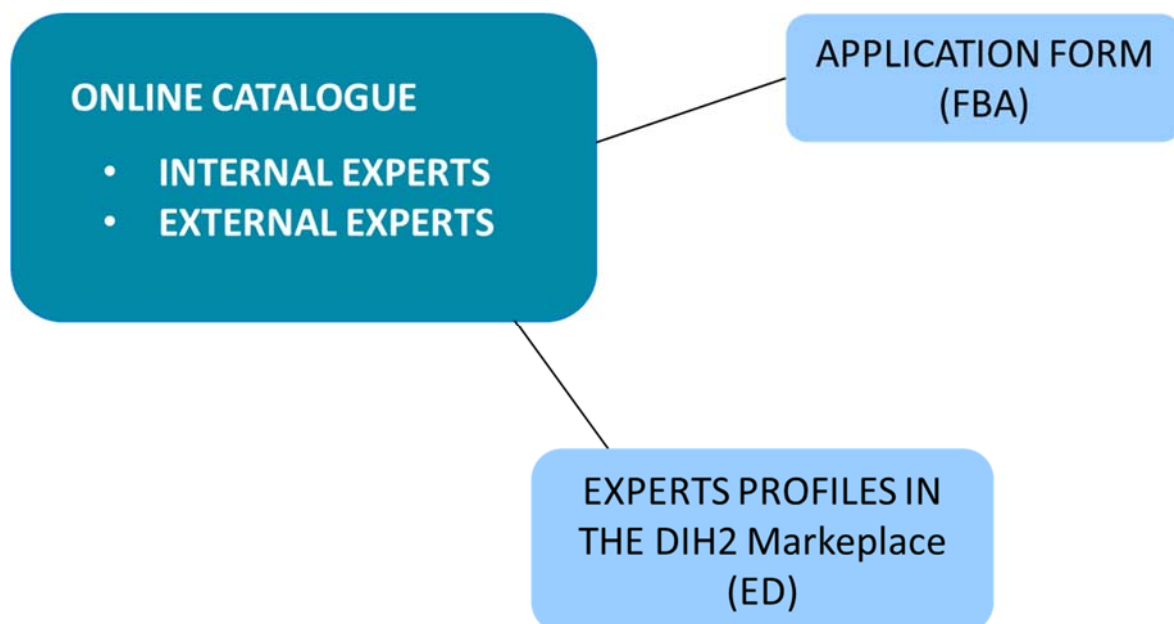 ONLINE CATALOGUE
• INTERNAL EXPERTS
• EXTERNAL EXPERTS
APPLICATION FORM
(FBA)
EXPERTS PROFILES IN
THE DIH2 Markeplace
(ED)